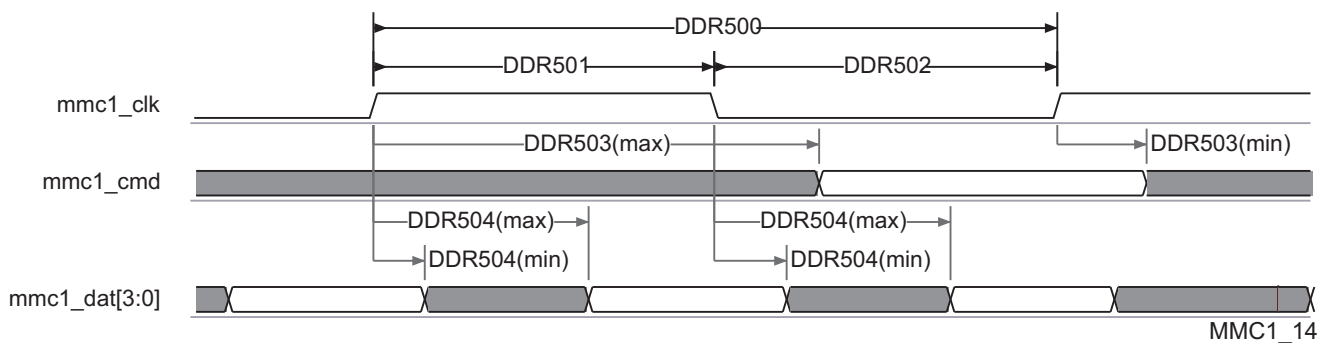 DDR500
DDR501 DDR502
mmc1_clk
DDR503(max) DDR503(min)
mmc1_cmd
DDR504(max) DDR504(max)
DDR504(min) DDR504(min)
mmc1_dat[3:0]
MMC1_14